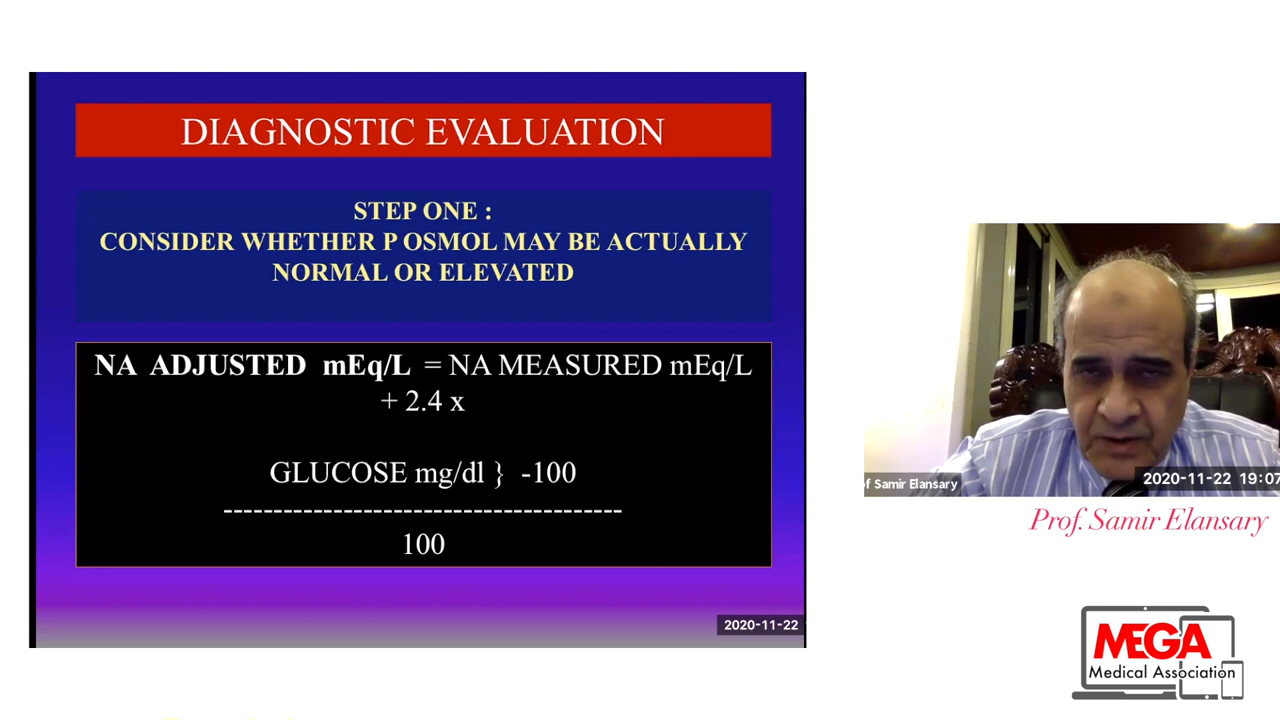 DIAGNOSTIC EVALUATION
STEP ONE :
CONSIDER WHETHER P OSMOL MAY BE ACTUALLY
NORMAL OR ELEVATED
NA ADJUSTED mEq/L = NA MEASURED mEq/L
+ 2.4 x
GLUCOSE mg/dl } -100
---------------------------------------
100
2020-11-22
f Samir Elansary
2020-11-22 19:07
Prof. Samir Elansary
MEGA
Medical Association